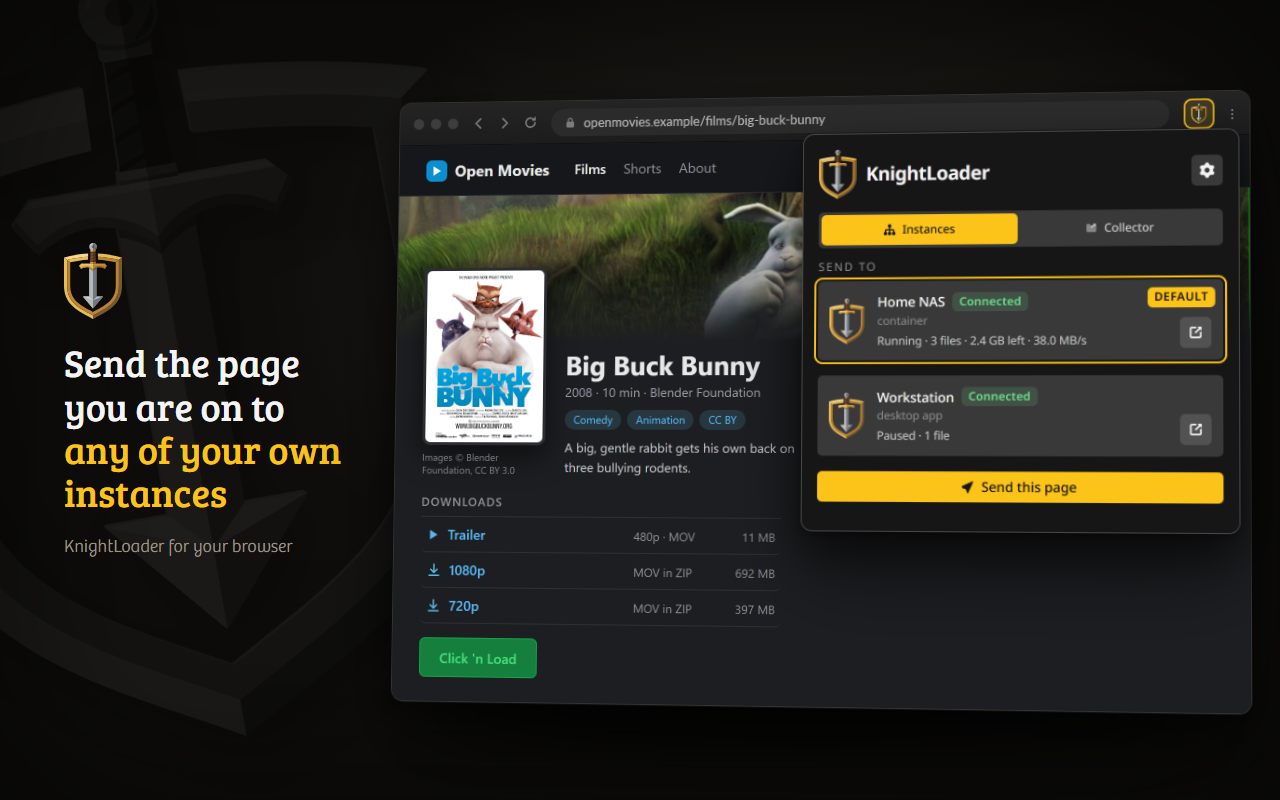 Send the page
you are on to
any of your own
instances
KnightLoader for your browser
openmovies.example/films/big-buck-bunny
Open Movies
Films
Shorts
About
Big Buck
BUNNY
WWW.BIGBUCKBUNNY.ORG
Images © Blender
Foundation, CC BY 3.0
Big Buck Bunny
2008 · 10 min · Blender Foundation
Comedy
Animation
CC BY
A big, gentle rabbit gets his own back on
three bullying rodents.
DOWNLOADS
Trailer
480p · MOV
11 MB
1080p
MOV in ZIP
692 MB
720p
MOV in ZIP
397 MB
Click 'n Load
KnightLoader
Instances
Collector
SEND TO
Home NAS
Connected
DEFAULT
container
Running · 3 files · 2.4 GB left · 38.0 MB/s
Workstation
Connected
desktop app
Paused · 1 file
Send this page